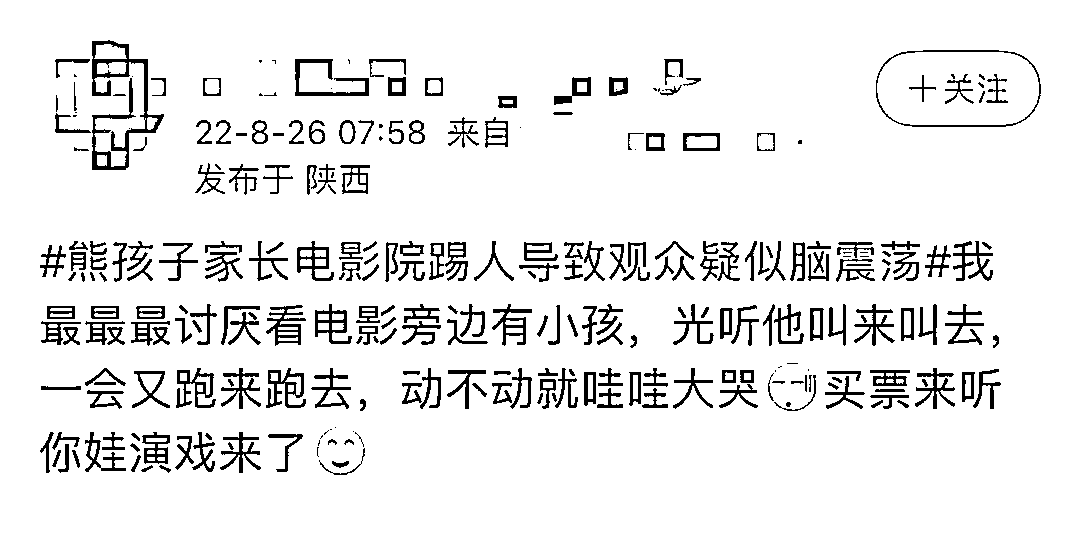 +关注
22-8-26 07:58 来自
发布于 陕西
#熊孩子家长电影院踢人导致观众疑似脑震荡#我
最最最讨厌看电影旁边有小孩，光听他叫来叫去，
一会又跑来跑去，动不动就哇哇大哭买票来听
你娃演戏来了